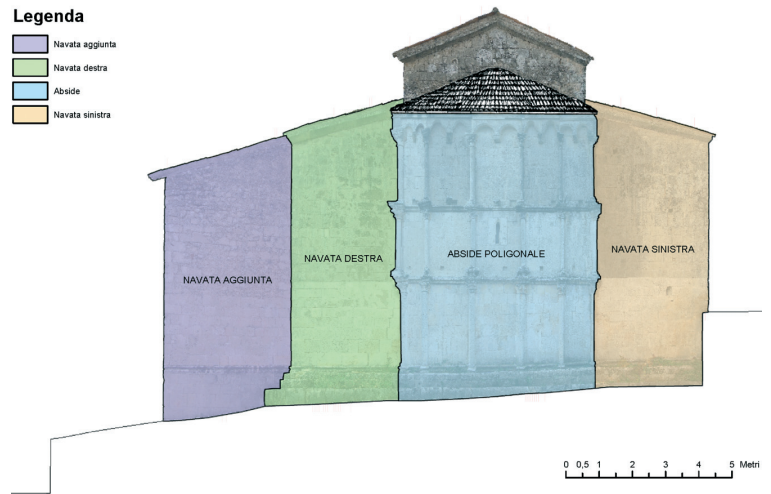 Legenda
Navata aggiunta
Navata destra
Abside
Navata sinistra
NAVATA AGGIUNTA
NAVATA DESTRA
ABSIDE POLIGONALE
NAVATA SINISTRA
0 0,5 1 2 3 4 5 Metri